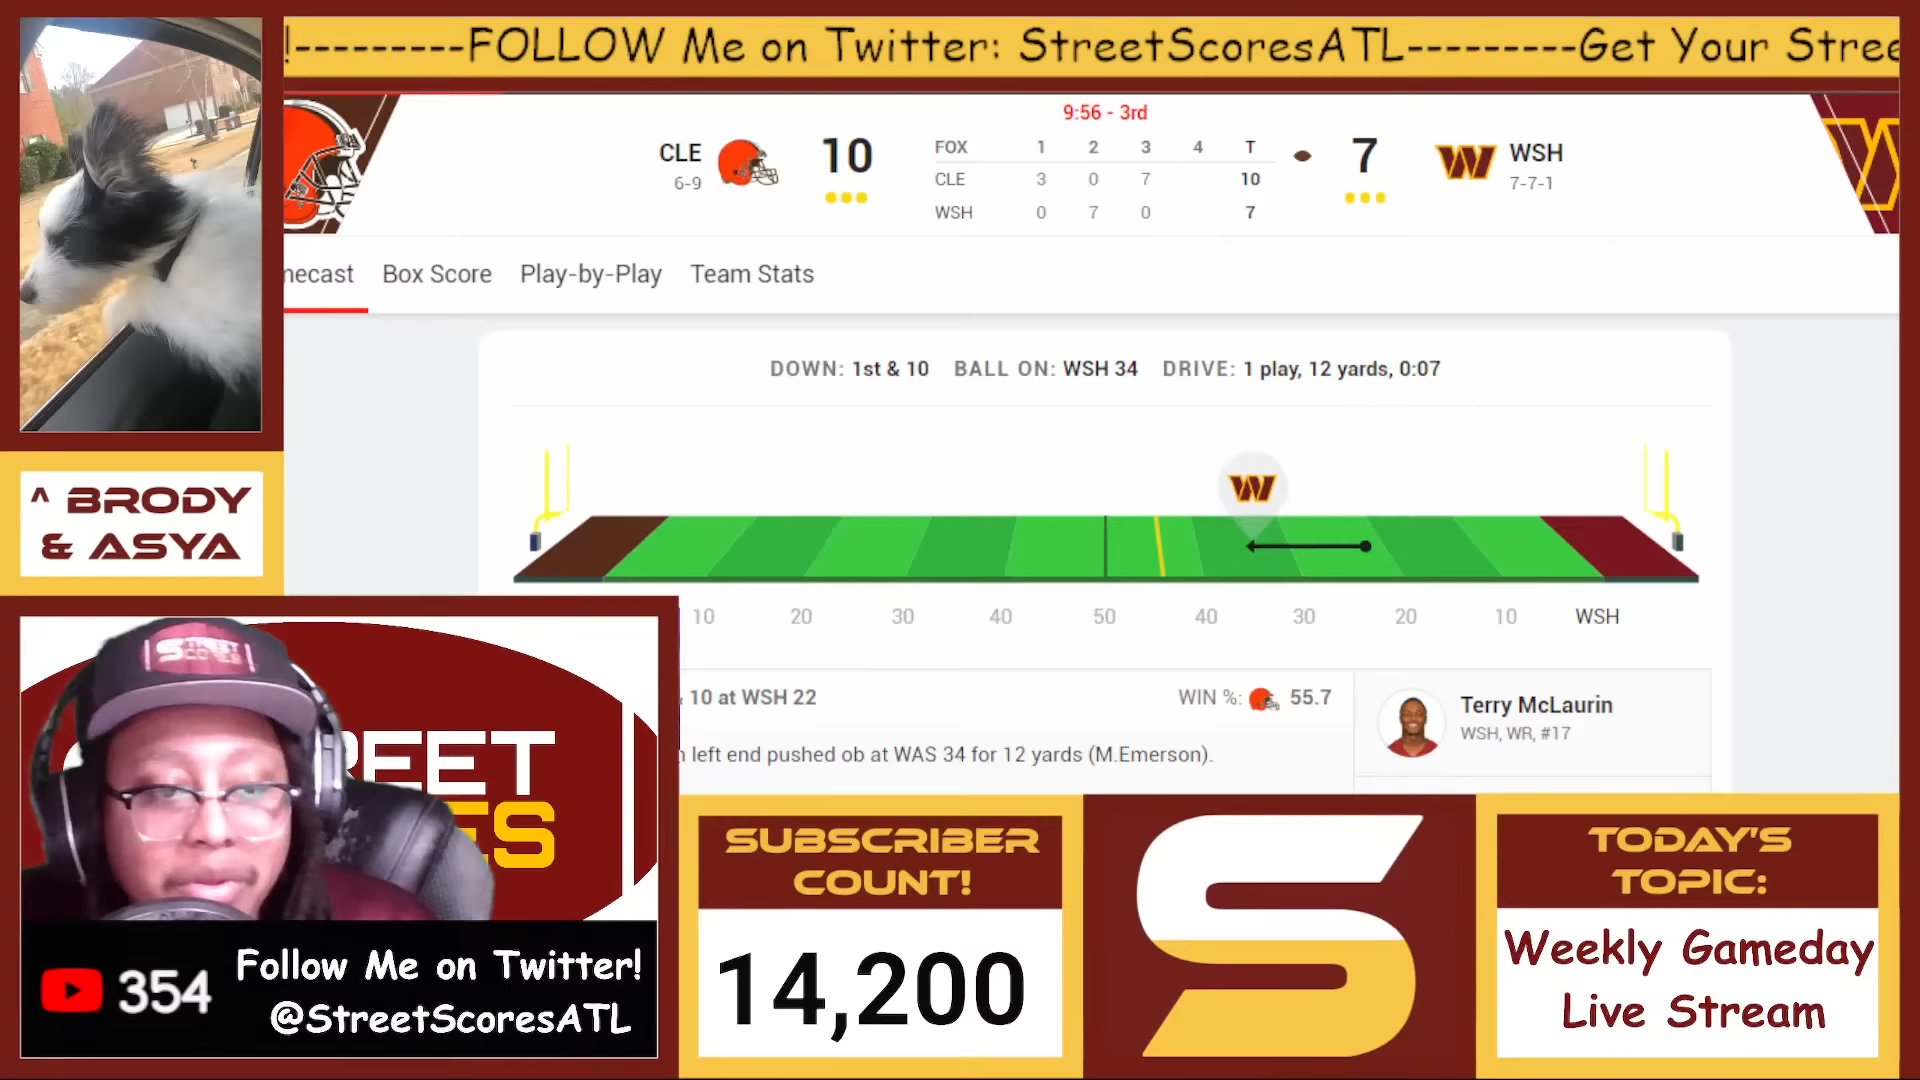 !---------FOLLOW Me on Twitter: StreetScoresATL---------Get Your Stree
9:56 - 3rd
CLE
6-9
10
FOX 1 2 3 4 T
CLE 3 0 7 10
WSH 0 7 0 7
7
WSH
7-7-1
necast Box Score Play-by-Play Team Stats
DOWN: 1st & 10 BALL ON: WSH 34 DRIVE: 1 play, 12 yards, 0:07
10 20 30 40 50 40 30 20 10 WSH
10 at WSH 22
WIN %: 55.7
left end pushed ob at WAS 34 for 12 yards (M.Emerson).
Terry McLaurin
WSH, WR, #17
^ BRODY
& ASYA
STREET
REET
ES
354
Follow Me on Twitter!
@StreetScoresATL
SUBSCRIBER
COUNT!
14,200
TODAY'S
TOPIC:
Weekly Gameday
Live Stream